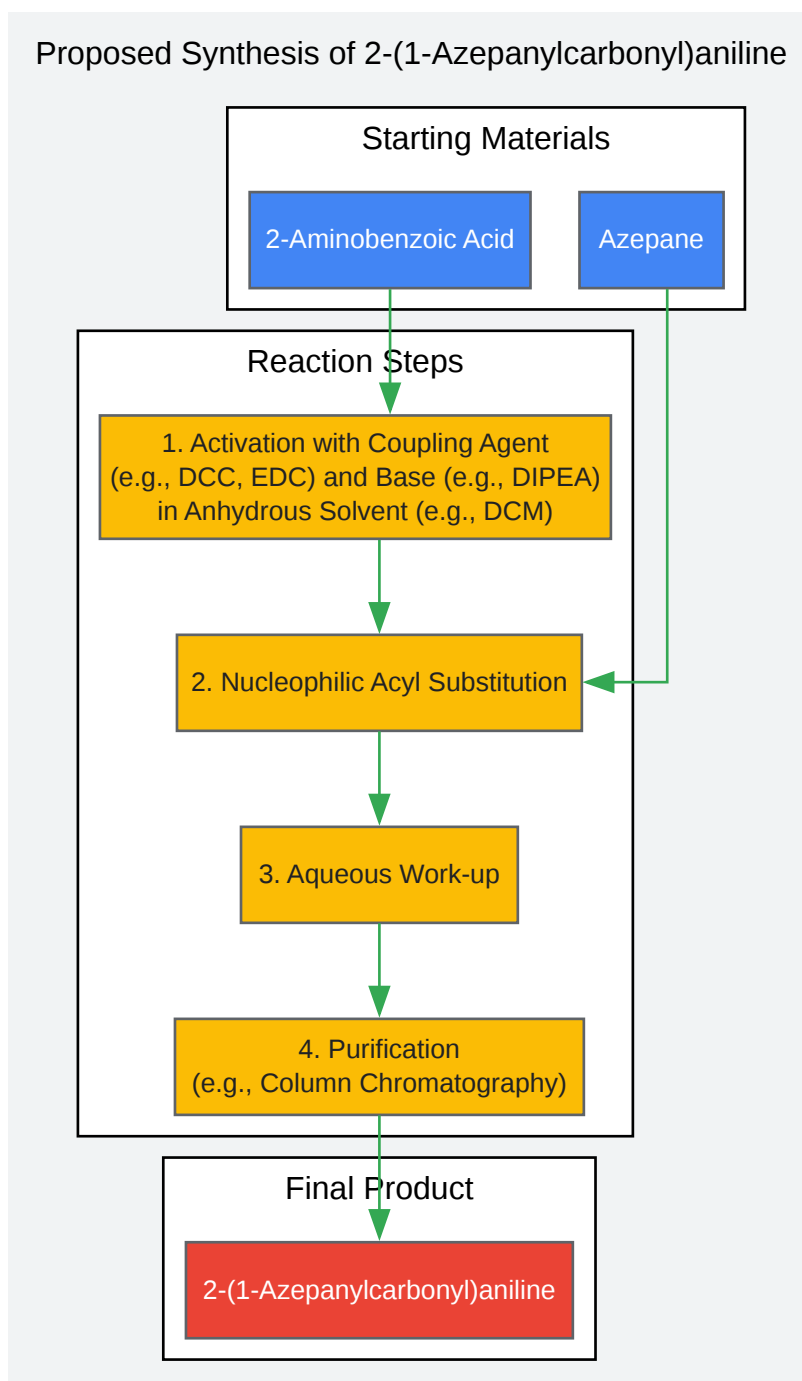 Proposed Synthesis of 2-(1-Azepanylcarbonyl)aniline
Starting Materials
2-Aminobenzoic Acid
Azepane
Reaction Steps
1. Activation with Coupling Agent
(e.g., DCC, EDC) and Base (e.g., DIPEA)
in Anhydrous Solvent (e.g., DCM)
2. Nucleophilic Acyl Substitution
3. Aqueous Work-up
4. Purification
(e.g., Column Chromatography)
Final Product
2-(1-Azepanylcarbonyl)aniline